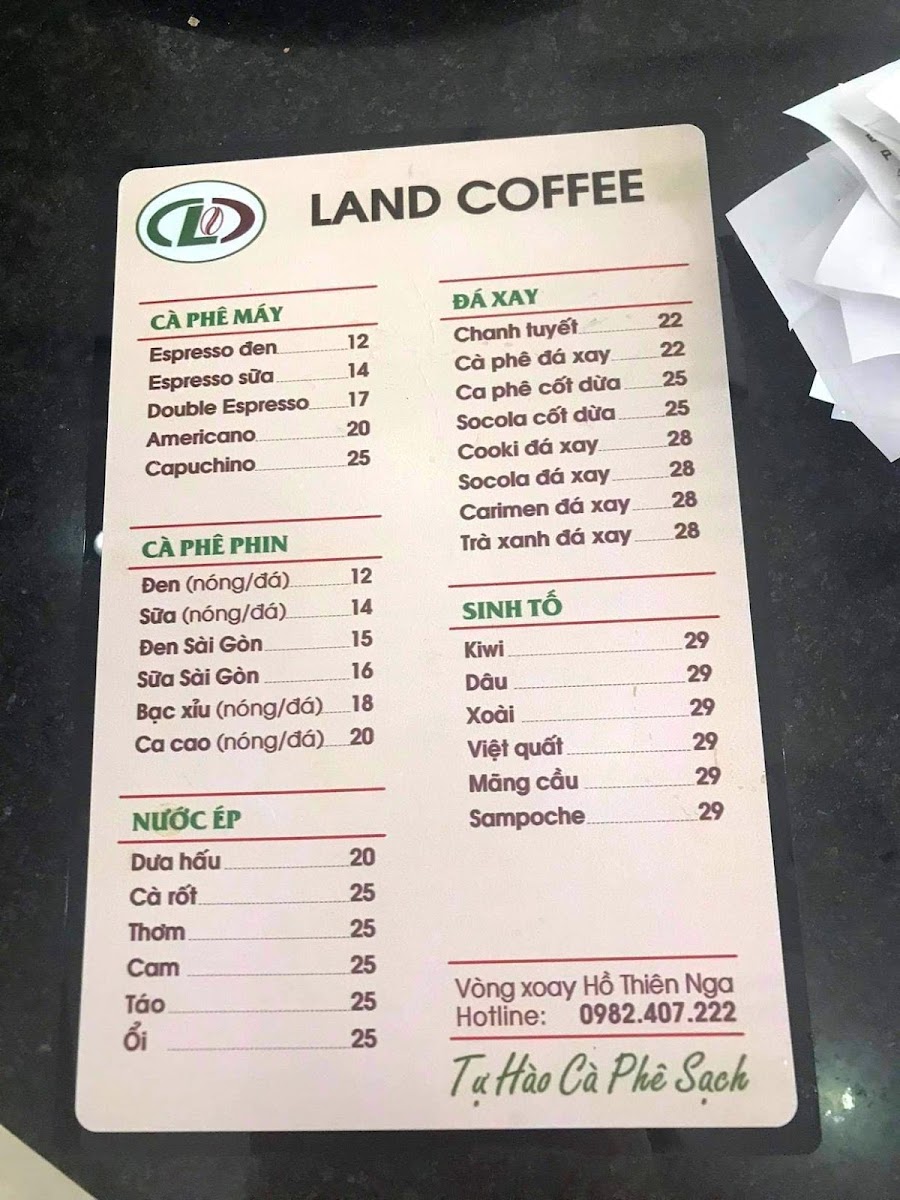 LAND COFFEE
CÀ PHÊ MÁY
Espresso đen 12
Espresso sữa 14
Double Espresso 17
Americano 20
Capuchino 25
CÀ PHÊ PHIN
Đen (nóng/đá) 12
Sữa (nóng/đá) 14
Đen Sài Gòn 15
Sữa Sài Gòn 16
Bạc xỉu (nóng/đá) 18
Ca cao (nóng/đá) 20
NƯỚC ÉP
Dưa hấu 20
Cà rốt 25
Thơm 25
Cam 25
Táo 25
Ổi 25
ĐÁ XAY
Chanh tuyết 22
Cà phê đá xay 22
Ca phê cốt dừa 25
Socola cốt dừa 25
Cooki đá xay 28
Socola đá xay 28
Carimen đá xay 28
Trà xanh đá xay 28
SINH TỐ
Kiwi 29
Dâu 29
Xoài 29
Việt quất 29
Mãng cầu 29
Sampoche 29
Vòng xoay Hồ Thiên Nga
Hotline: 0982.407.222
Tự Hào Cà Phê Sạch